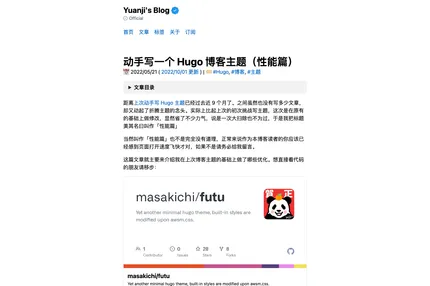 Yuanji's Blog
Official
首页 文章 标签 关于 订阅
动手写一个 Hugo 博客主题（性能篇）
2022/05/21 ( 2022/10/01 更新 ) | #Hugo, #博客, #主题
▶ 文章目录
距离上次动手写 Hugo 主题已经过去近 9 个月了。之间虽然也没有写多少文章，
却又动起了折腾主题的念头。实际上比起上次的初次挑战写主题，这次是在原有
的基础上做修改，显然省了不少力气，说是一次大扫除也不为过。于是我把标题
美其名曰叫作「性能篇」
当然叫作「性能篇」也不是完全没有道理，正常来说作为本博客读者的你应该已
经感到页面打开速度飞快才对，如果不是请务必给我留言。
这篇文章就主要来介绍我在上次博客主题的基础上做了哪些优化。想直接看代码
的朋友请移步：
masakichi/futu
Yet another minimal hugo theme, built-in styles are
modified upon awsm.css.
1 0 28 8
Contributor Issues Stars Forks
masakichi/futu
Yet another minimal hugo theme, built-in styles are modified upon awsm.css.